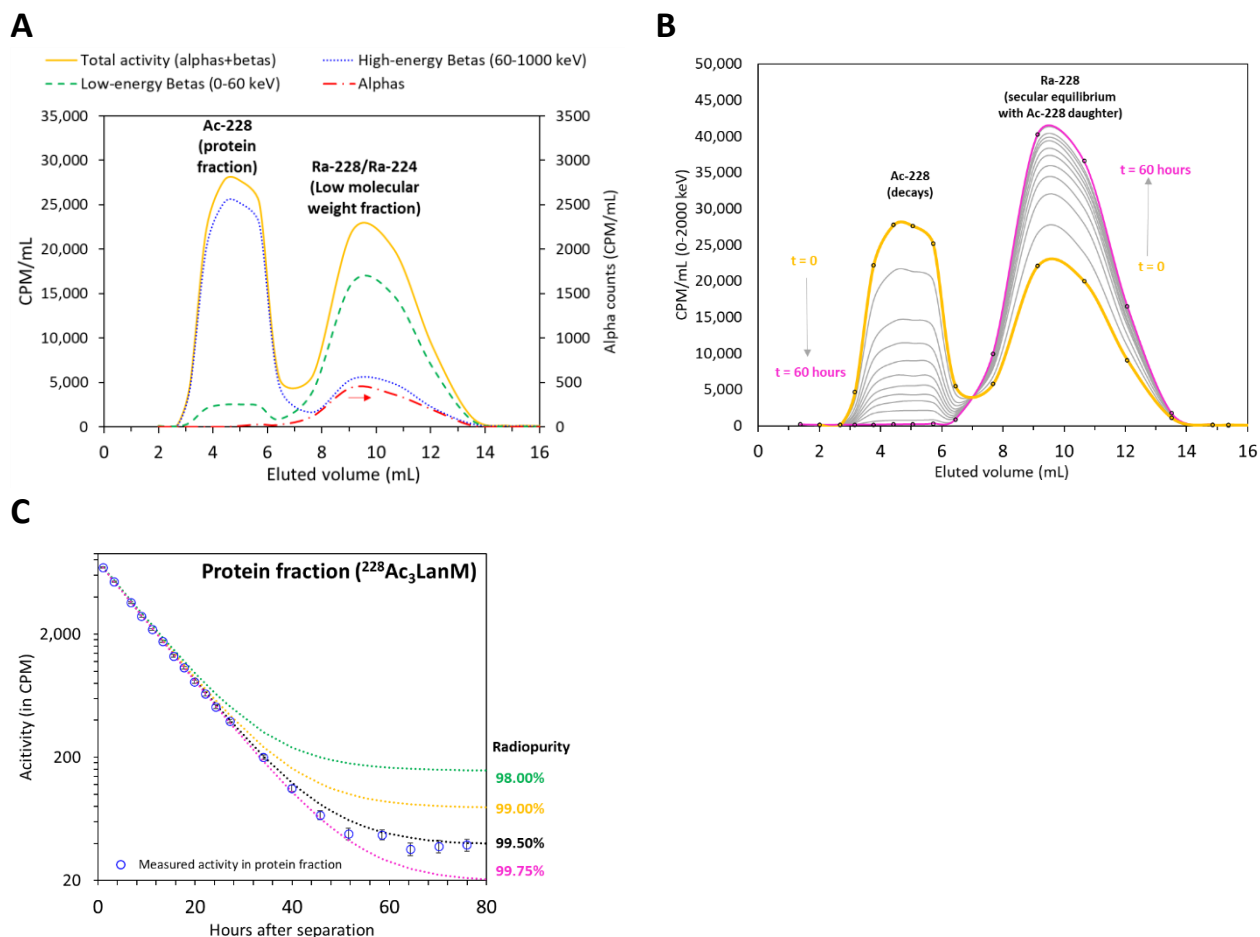 A
Total activity (alphas+betas)
High-energy Betas (60-1000 keV)
Low-energy Betas (0-60 keV)
Alphas
35,000
30,000
25,000
20,000
15,000
10,000
5,000
0
CPM/mL
3500
3000
2500
2000
1500
1000
500
0
Alpha counts (CPM/mL)
Ac-228
(protein
fraction)
Ra-228/Ra-224
(Low molecular
weight fraction)
0 2 4 6 8 10 12 14 16
Eluted volume (mL)
B
50,000
45,000
40,000
35,000
30,000
25,000
20,000
15,000
10,000
5,000
0
CPM/mL (0-2000 keV)
Ra-228
(secular equilibrium
with Ac-228 daughter)
Ac-228
(decays)
t = 0
t = 60 hours
t = 60 hours
t = 0
0 2 4 6 8 10 12 14 16
Eluted volume (mL)
C
Protein fraction (²²⁸Ac₃LanM)
2,000
200
20
Acitivity (in CPM)
Radiopurity
98.00%
99.00%
99.50%
99.75%
Measured activity in protein fraction
0 20 40 60 80
Hours after separation